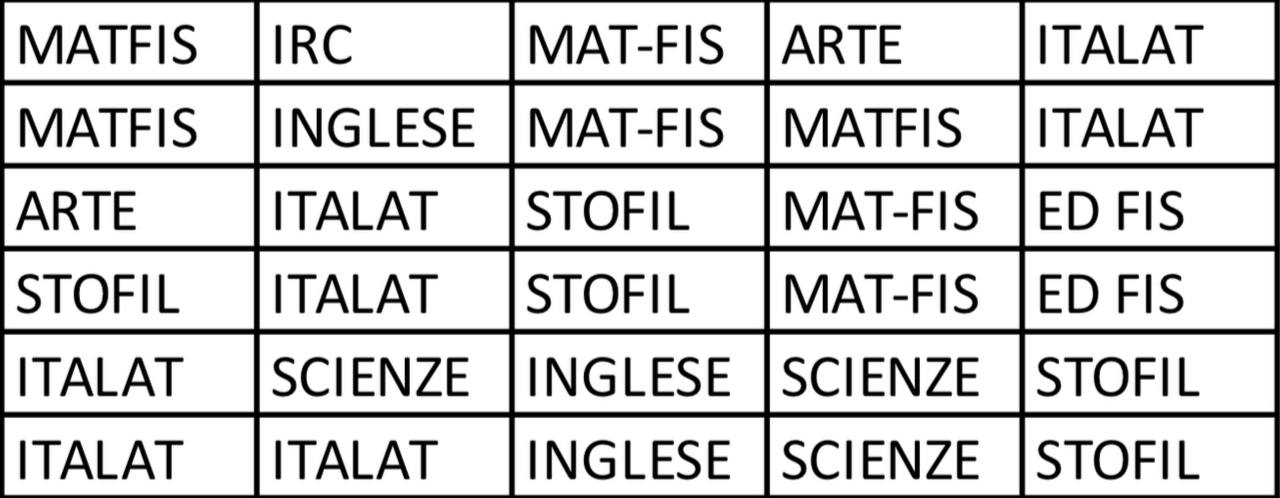 MATFIS IRC MAT-FIS ARTE ITALAT
MATFIS INGLESE MAT-FIS MATFIS ITALAT
ARTE ITALAT STOFIL MAT-FIS ED FIS
STOFIL ITALAT STOFIL MAT-FIS ED FIS
ITALAT SCIENZE INGLESE SCIENZE STOFIL
ITALAT ITALAT INGLESE SCIENZE STOFIL